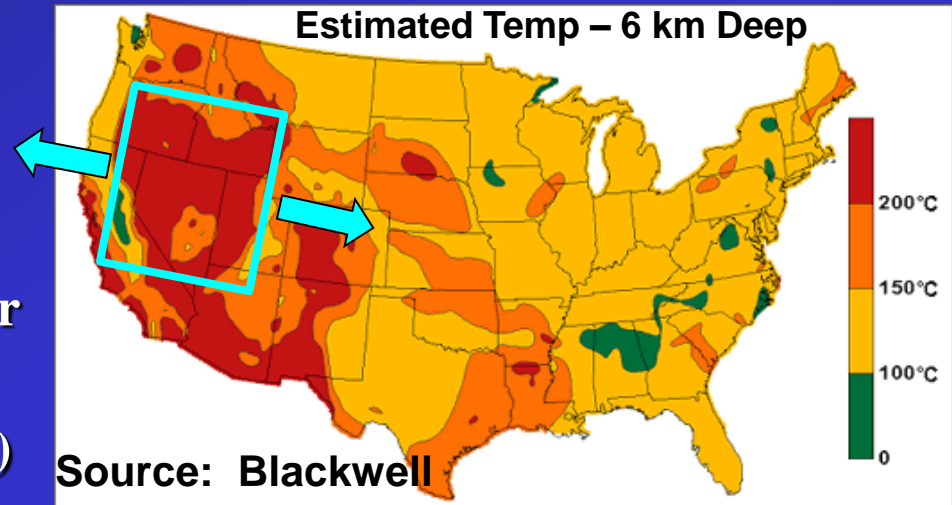 Estimated Temp – 6 km Deep
200°C
r
150°C
100°C
)
0
Source: Blackwell